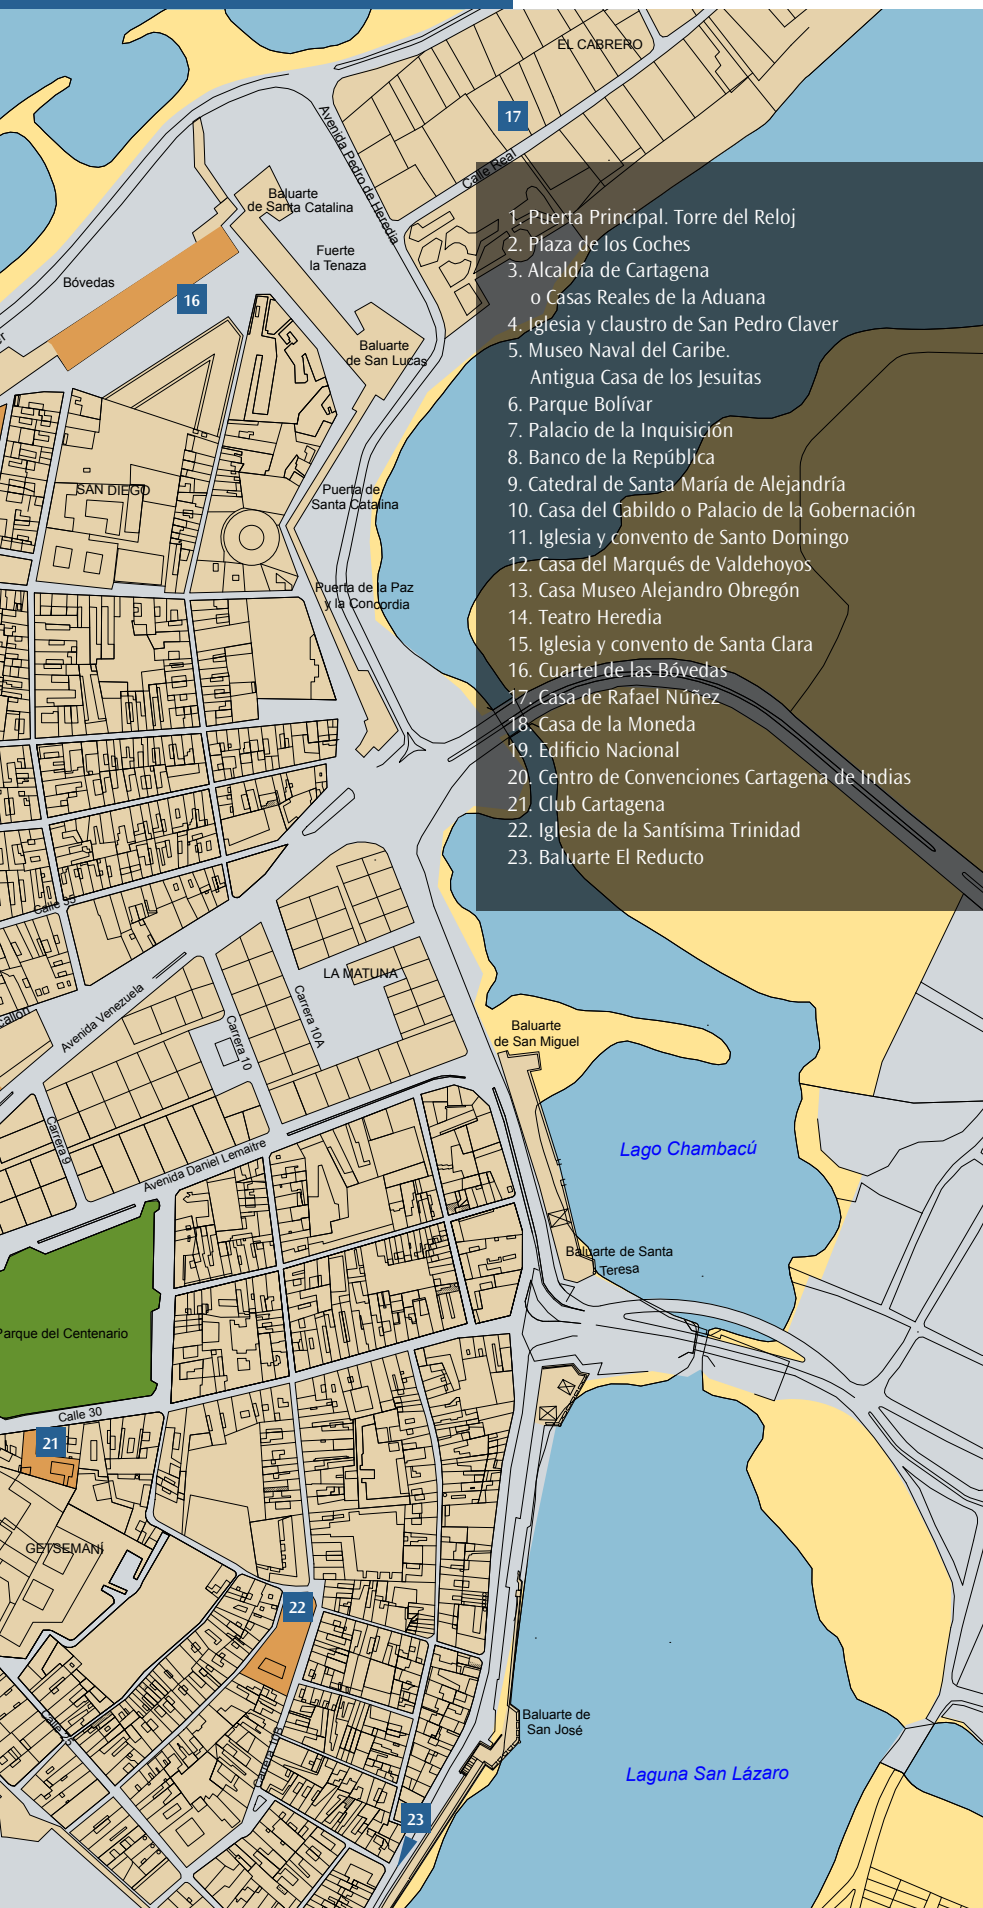 EL CABRERO
17
Avenida Pedro de Heredia
Calle Real
Baluarte
de Santa Catalina
Fuerte
la Tenaza
Bóvedas
16
Baluarte
de San Lucas
1. Puerta Principal. Torre del Reloj
2. Plaza de los Coches
3. Alcaldía de Cartagena
o Casas Reales de la Aduana
4. Iglesia y claustro de San Pedro Claver
5. Museo Naval del Caribe.
Antigua Casa de los Jesuitas
6. Parque Bolívar
7. Palacio de la Inquisición
8. Banco de la República
9. Catedral de Santa María de Alejandría
10. Casa del Cabildo o Palacio de la Gobernación
11. Iglesia y convento de Santo Domingo
12. Casa del Marqués de Valdehoyos
13. Casa Museo Alejandro Obregón
14. Teatro Heredia
15. Iglesia y convento de Santa Clara
16. Cuartel de las Bóvedas
17. Casa de Rafael Núñez
18. Casa de la Moneda
19. Edificio Nacional
20. Centro de Convenciones Cartagena de Indias
21. Club Cartagena
22. Iglesia de la Santísima Trinidad
23. Baluarte El Reducto
SAN DIEGO
Puerta de
Santa Catalina
Puerta de la Paz
y la Concordia
Calle 35
LA MATUNA
Avenida Venezuela
Carrera 10A
Carrera 10
Carrera 9
Avenida Daniel Lemaitre
Baluarte
de San Miguel
Lago Chambacú
Baluarte de Santa
Teresa
Parque del Centenario
Calle 30
21
GETSEMANÍ
22
Calle 25
Carrera 10B
Baluarte de
San José
Laguna San Lázaro
23